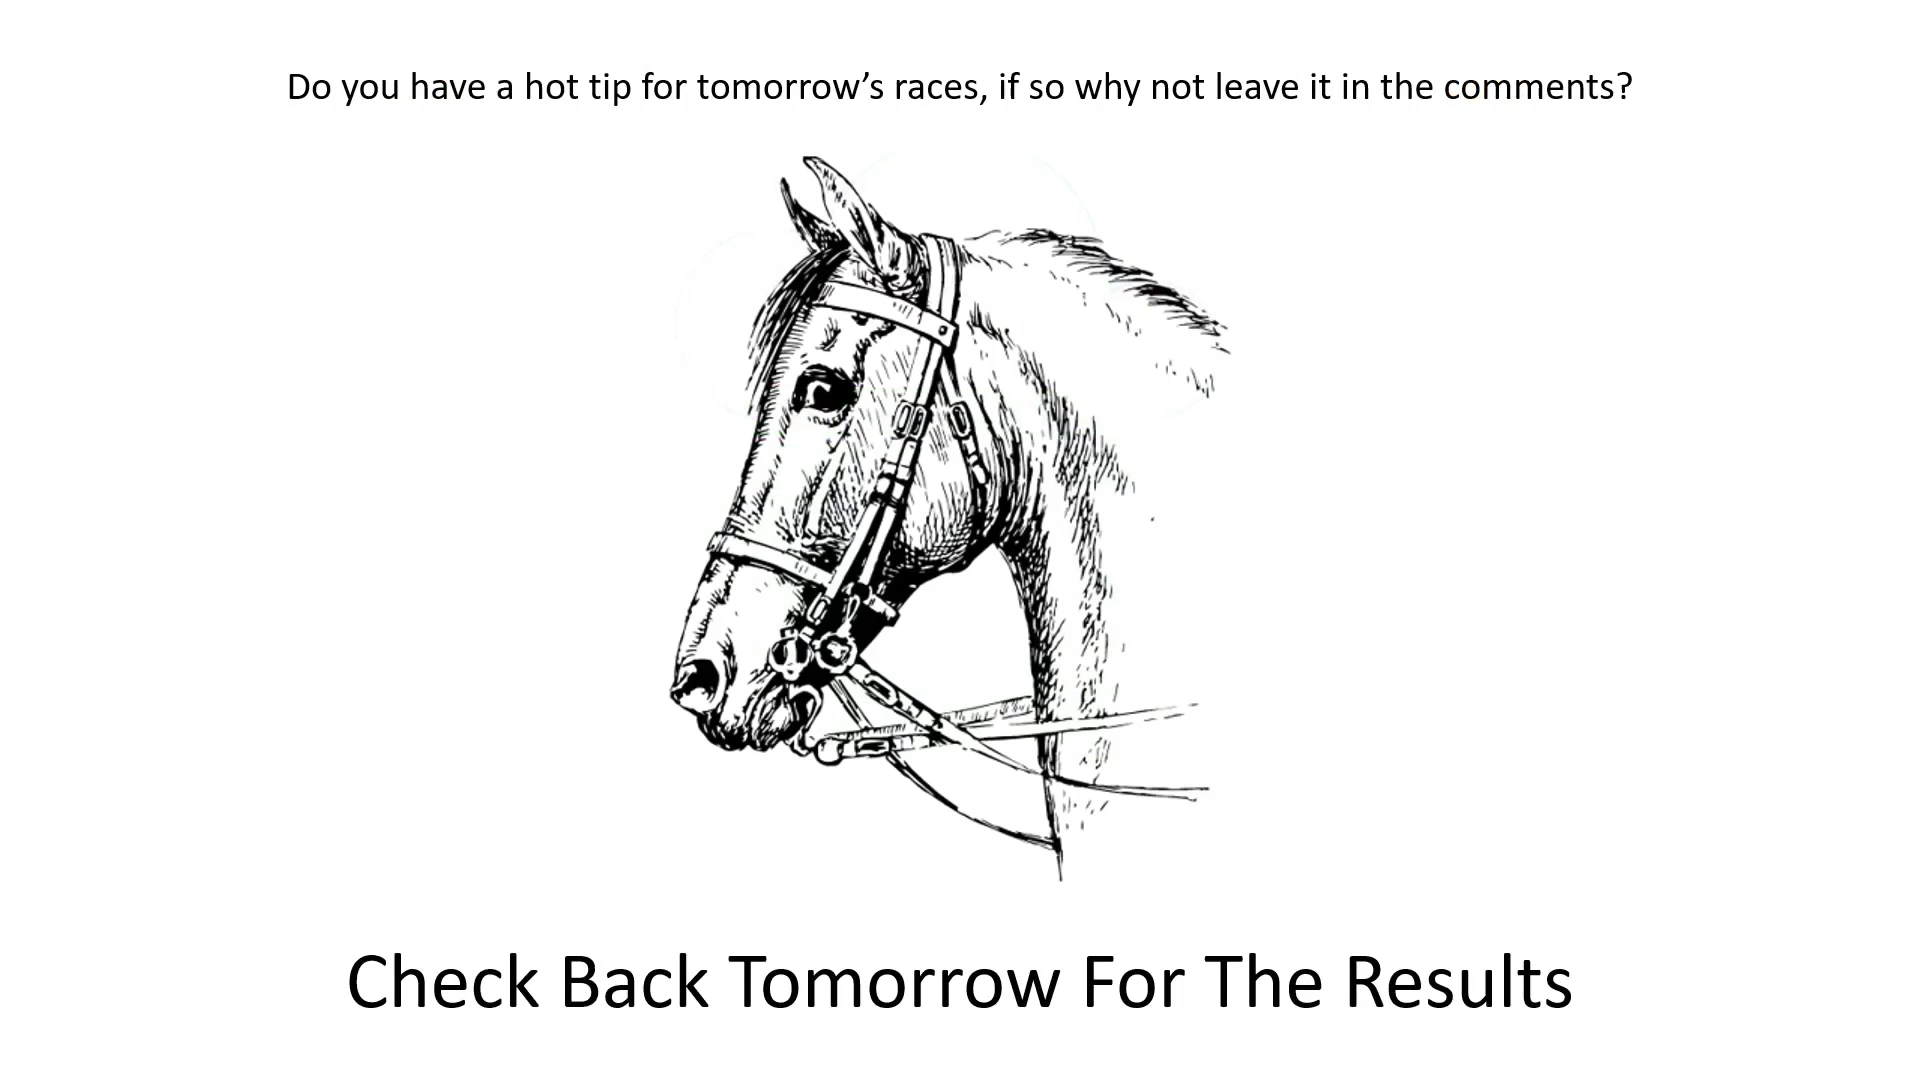 Do you have a hot tip for tomorrow’s races, if so why not leave it in the comments?
Check Back Tomorrow For The Results